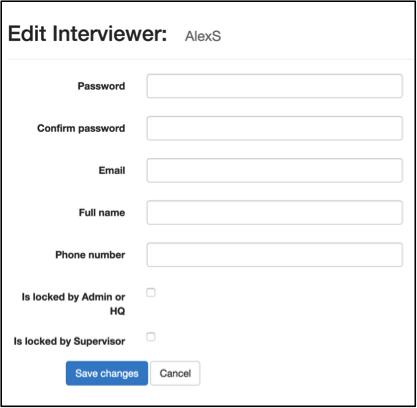 Edit Interviewer: AlexS
Password
Confirm password
Email
Full name
Phone number
Is locked by Admin or
HQ
Is locked by Supervisor
Save changes Cancel